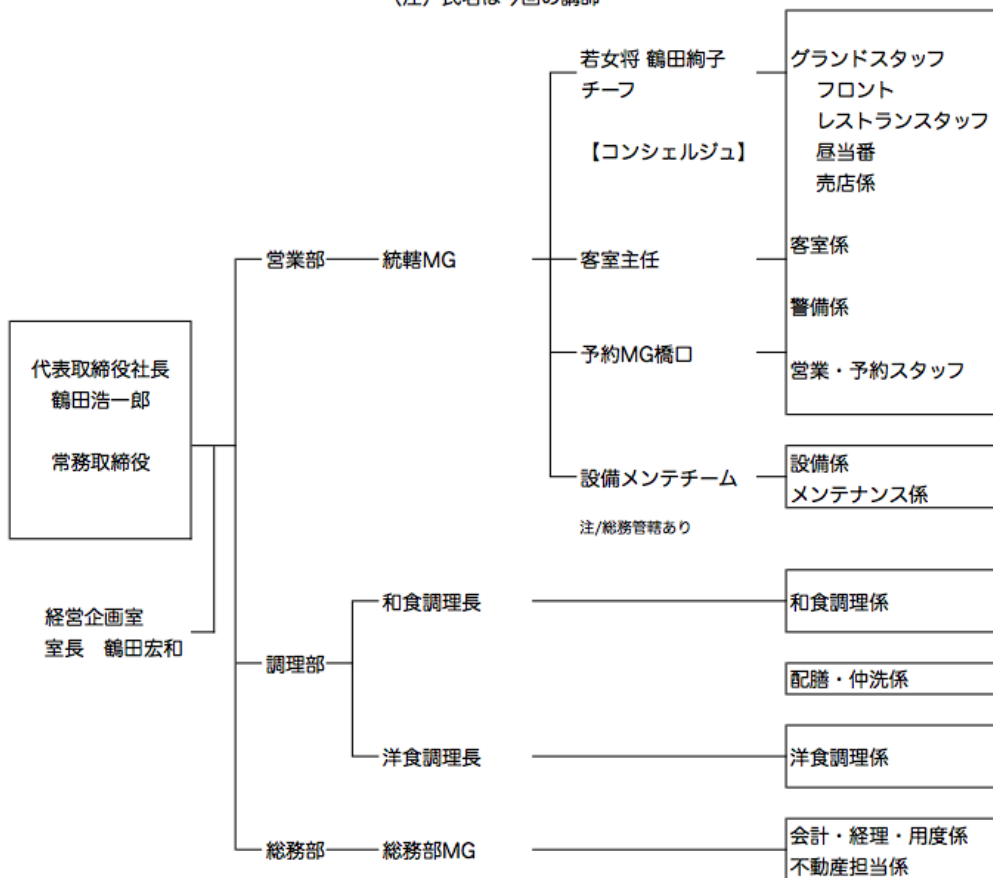 (注) 氏名は今回の講師
若女将 鶴田絢子
チーフ
【コンシェルジュ】
グランドスタッフ
フロント
レストランスタッフ
昼当番
売店係
営業部
統轄MG
客室主任
客室係
警備係
予約MG橋口
営業・予約スタッフ
代表取締役社長
鶴田浩一郎
常務取締役
設備メンテチーム
注/総務管轄あり
設備係
メンテナンス係
経営企画室
室長 鶴田宏和
調理部
和食調理長
和食調理係
配膳・仲洗係
洋食調理長
洋食調理係
総務部
総務部MG
会計・経理・用度係
不動産担当係